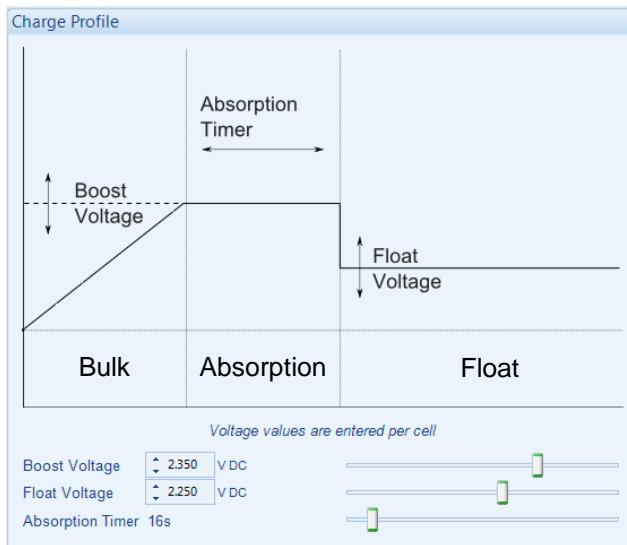 Charge Profile
Absorption
Timer
Boost
Voltage
Float
Voltage
Bulk
Absorption
Float
Voltage values are entered per cell
Boost Voltage 2.350 V DC
Float Voltage 2.250 V DC
Absorption Timer 16s